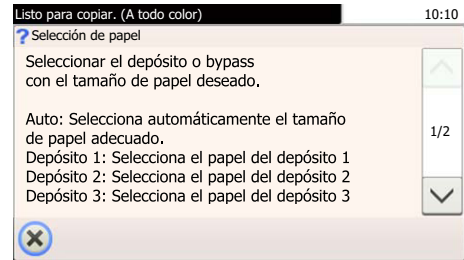 Listo para copiar. (A todo color)
10:10
? Selección de papel
Seleccionar el depósito o bypass
con el tamaño de papel deseado.
Auto: Selecciona automáticamente el tamaño
de papel adecuado.
Depósito 1: Selecciona el papel del depósito 1
Depósito 2: Selecciona el papel del depósito 2
Depósito 3: Selecciona el papel del depósito 3
1/2